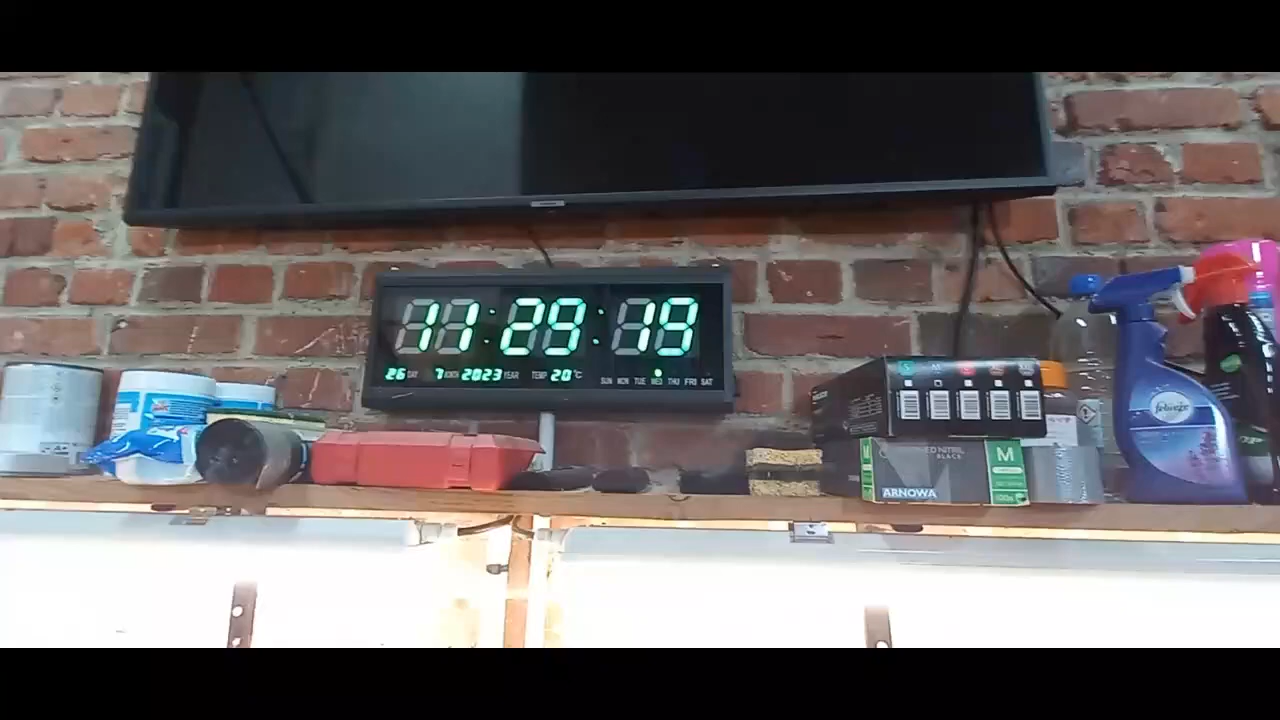 11:29:19
26 DAY 7 MON 2023 YEAR TEMP 20 °C SUN MON TUE WED THU FRI SAT
febreze
M
NITRIL
BLACK
ARNOWA